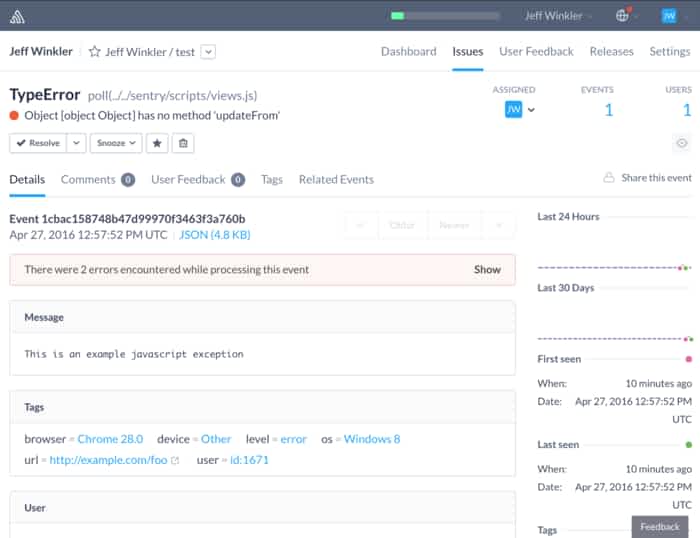 Jeff Winkler JW
Jeff Winkler Jeff Winkler / test Dashboard Issues User Feedback Releases Settings
TypeError poll(../../sentry/scripts/views.js) ASSIGNED EVENTS USERS
Object [object Object] has no method 'updateFrom' JW 1 1
Resolve Snooze
Details Comments 0 User Feedback 0 Tags Related Events Share this event
Event 1cbac158748b47d99970f3463f3a760b
Apr 27, 2016 12:57:52 PM UTC JSON (4.8 KB) Older Newer
There were 2 errors encountered while processing this event Show
Message
This is an example javascript exception
Tags
browser = Chrome 28.0 device = Other level = error os = Windows 8
url = http://example.com/foo user = id:1671
User
Last 24 Hours
Last 30 Days
First seen
When: 10 minutes ago
Date: Apr 27, 2016 12:57:52 PM
UTC
Last seen
When: 10 minutes ago
Date: Apr 27, 2016 12:57:52 PM
UTC
Tags Feedback